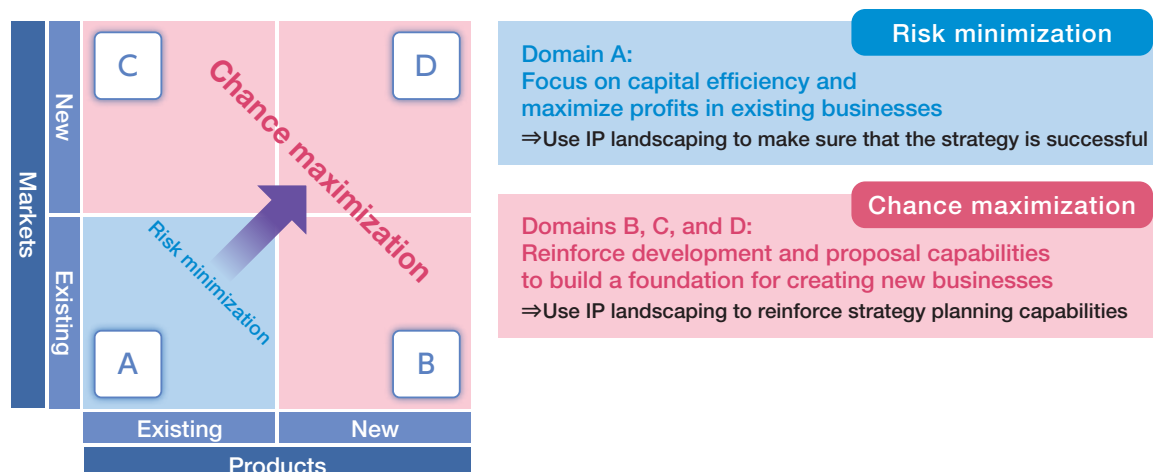 Markets
New
Existing
C
D
A
B
Chance maximization
Risk minimization
Existing
New
Products
Risk minimization
Domain A:
Focus on capital efficiency and
maximize profits in existing businesses
⇒Use IP landscaping to make sure that the strategy is successful
Chance maximization
Domains B, C, and D:
Reinforce development and proposal capabilities
to build a foundation for creating new businesses
⇒Use IP landscaping to reinforce strategy planning capabilities